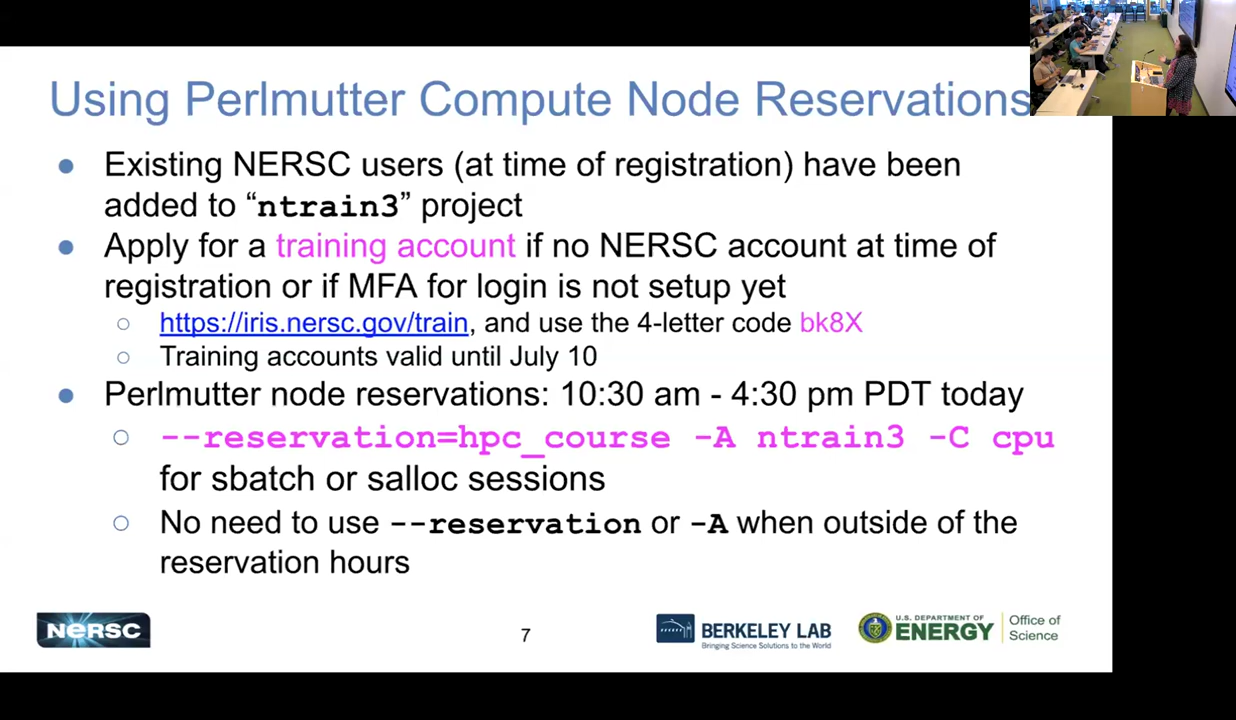 Using Perlmutter Compute Node Reservations
Existing NERSC users (at time of registration) have been
added to “ntrain3” project
Apply for a training account if no NERSC account at time of
registration or if MFA for login is not setup yet
https://iris.nersc.gov/train, and use the 4-letter code bk8X
Training accounts valid until July 10
Perlmutter node reservations: 10:30 am - 4:30 pm PDT today
--reservation=hpc_course -A ntrain3 -C cpu
for sbatch or salloc sessions
No need to use --reservation or -A when outside of the
reservation hours
NERSC
7
BERKELEY LAB
Bringing Science Solutions to the World
U.S. DEPARTMENT OF
ENERGY
Office of
Science